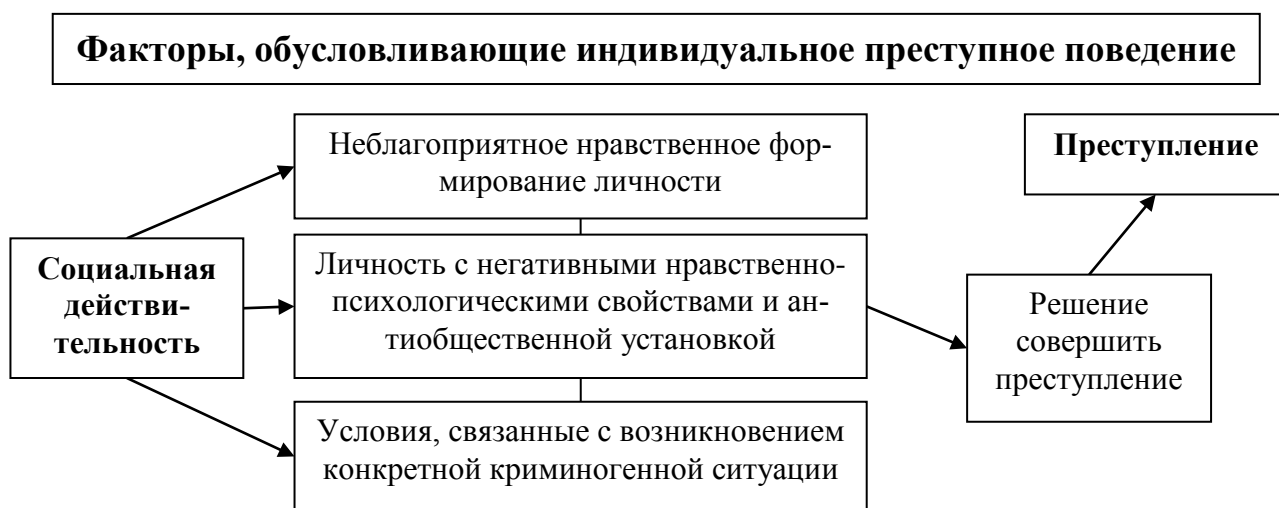 Факторы, обусловливающие индивидуальное преступное поведение
Неблагоприятное нравственное фор-
мирование личности
Преступление
Социальная
действи-
тельность
Личность с негативными нравственно-
психологическими свойствами и ан-
тиобщественной установкой
Решение
совершить
преступление
Условия, связанные с возникновением
конкретной криминогенной ситуации